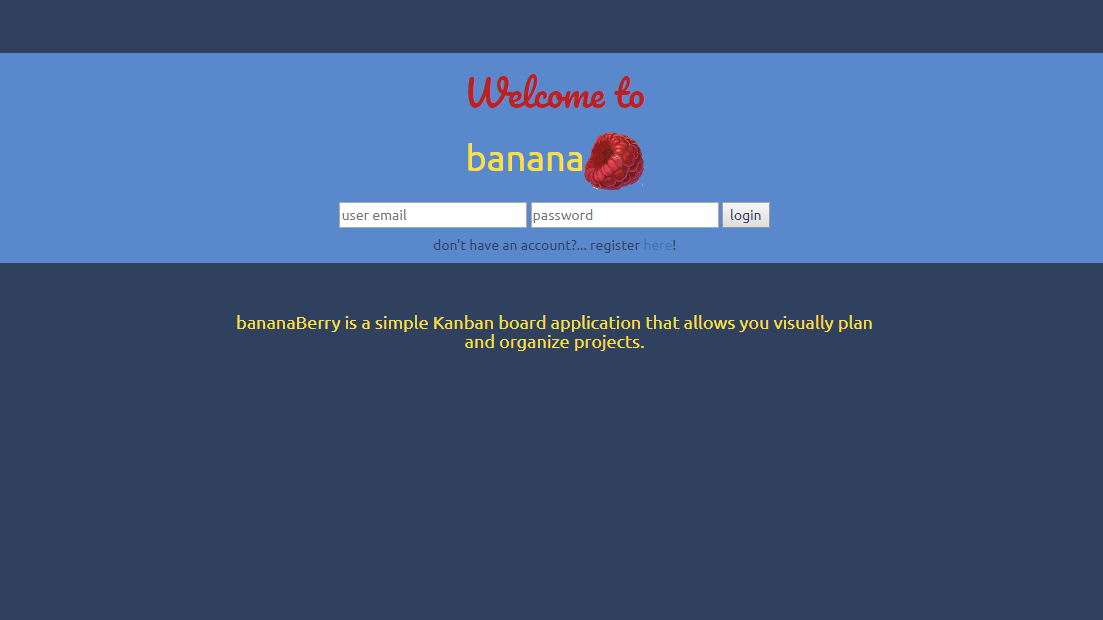 Welcome to
banana
user email password login
don't have an account?... register here!
bananaBerry is a simple Kanban board application that allows you visually plan
and organize projects.